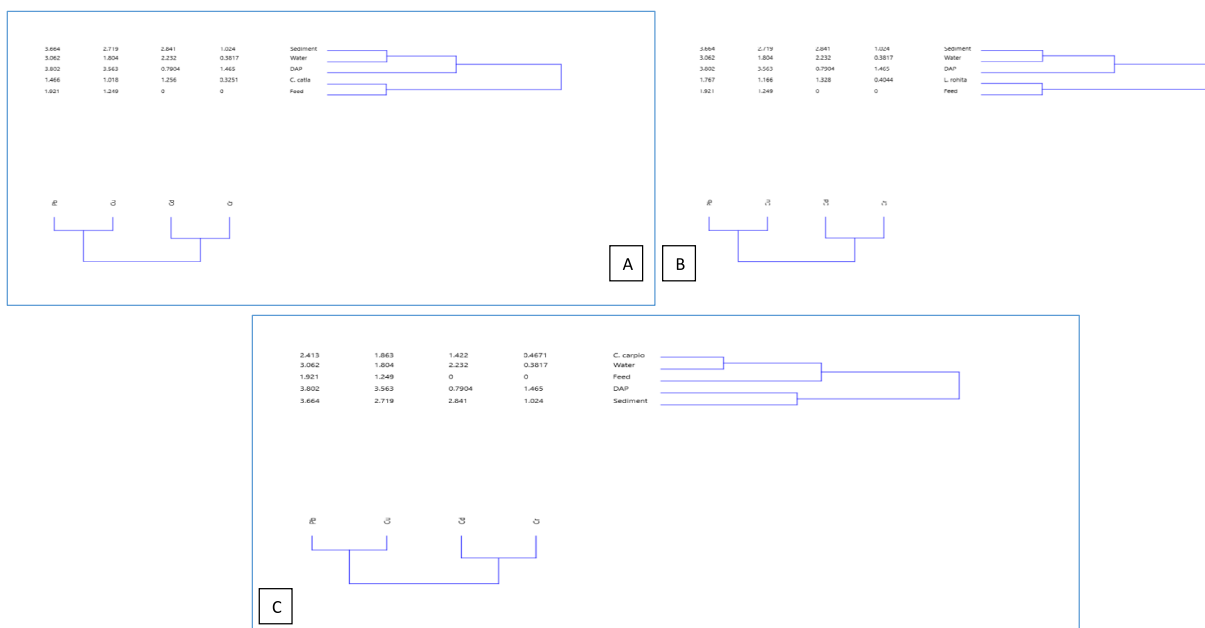 3.664 2.719 2.841 1.024 Sediment
3.062 1.804 2.232 0.3817 Water
3.802 3.563 0.7904 1.465 DAP
1.466 1.018 1.256 0.3251 C. catla
1.921 1.249 0 0 Feed
A
3.664 2.719 2.841 1.024 Sediment
3.062 1.804 2.232 0.3817 Water
3.802 3.563 0.7904 1.465 DAP
1.767 1.166 1.328 0.4044 L. rohita
1.921 1.249 0 0 Feed
B
2.413 1.863 1.422 0.4671 C. carpio
3.062 1.804 2.232 0.3817 Water
1.921 1.249 0 0 Feed
3.802 3.563 0.7904 1.465 DAP
3.664 2.719 2.841 1.024 Sediment
C